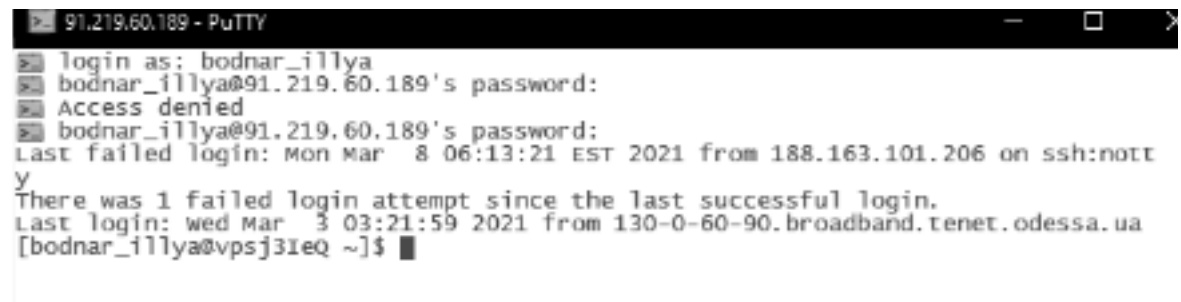 91.219.60.189 - PuTTY
login as: bodnar_illya
bodnar_illya@91.219.60.189's password:
Access denied
bodnar_illya@91.219.60.189's password:
Last failed login: Mon Mar  8 06:13:21 EST 2021 from 188.163.101.206 on ssh:nott
y
There was 1 failed login attempt since the last successful login.
Last login: Wed Mar  3 03:21:59 2021 from 130-0-60-90.broadband.tenet.odessa.ua
[bodnar_illya@vpsj3IeQ ~]$